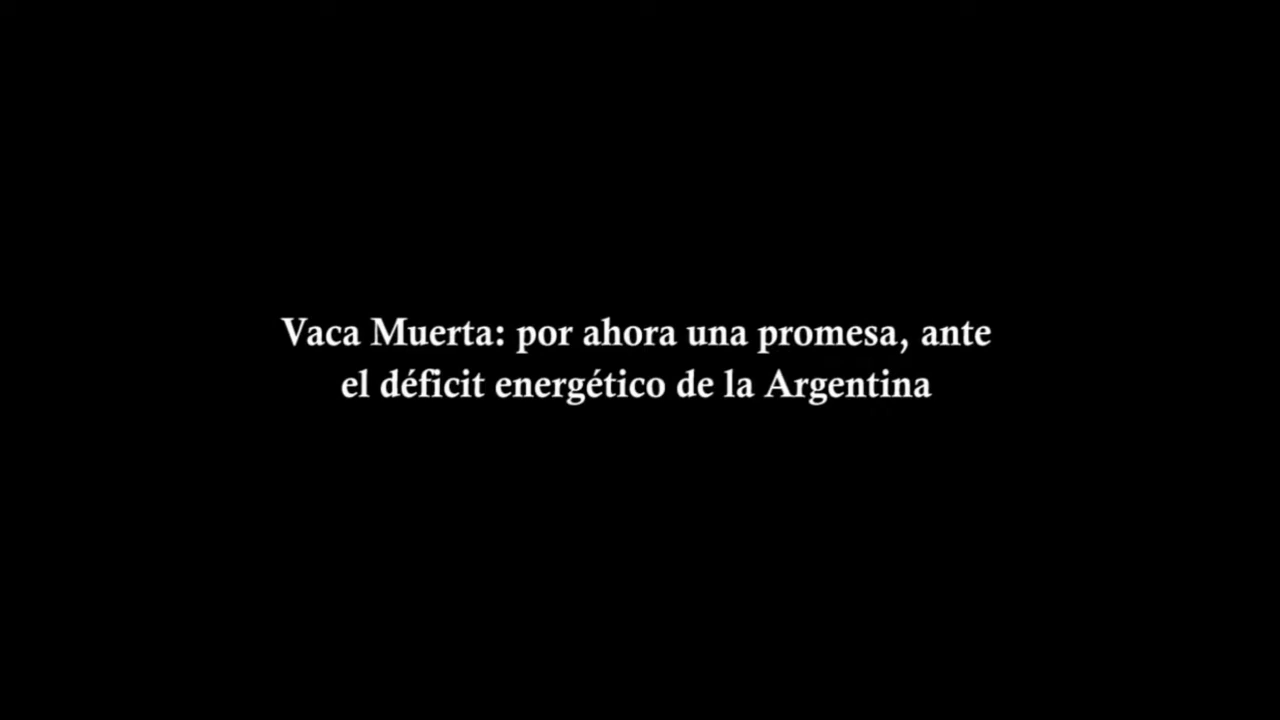 Vaca Muerta: por ahora una promesa, ante
el déficit energético de la Argentina